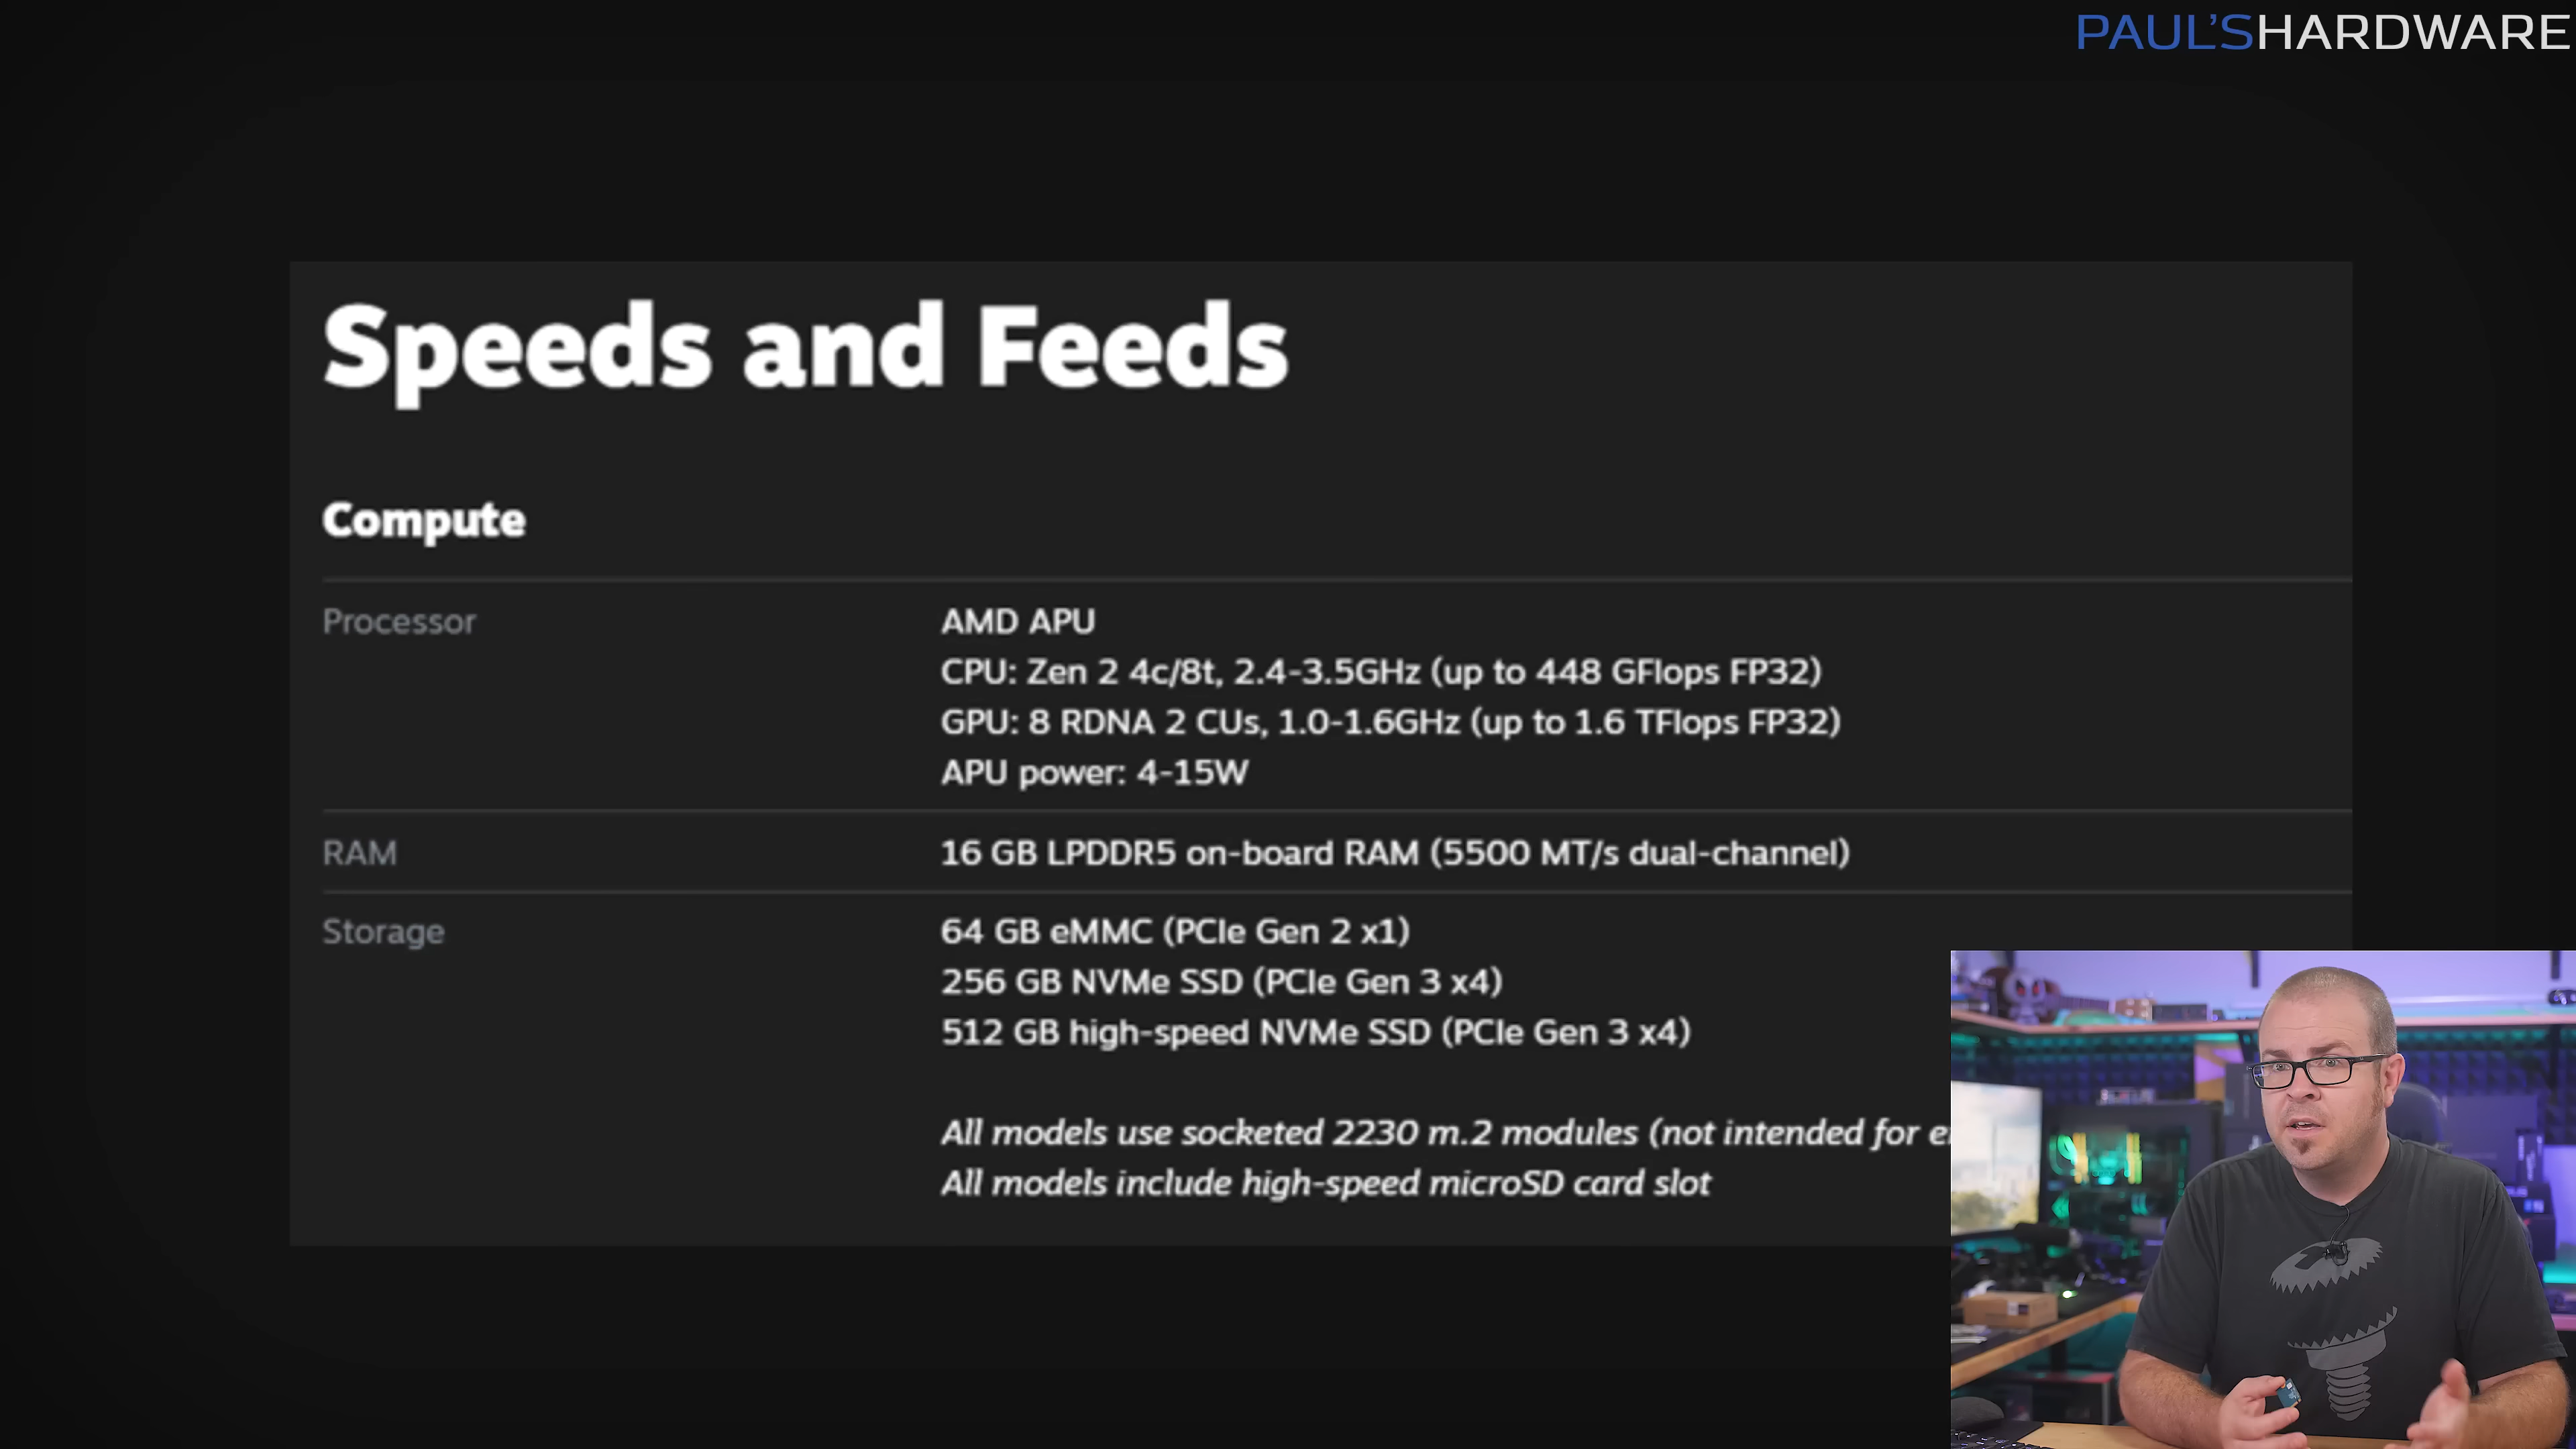 PAUL'SHARDWARE
Speeds and Feeds
Compute
Processor
AMD APU
CPU: Zen 2 4c/8t, 2.4-3.5GHz (up to 448 GFlops FP32)
GPU: 8 RDNA 2 CUs, 1.0-1.6GHz (up to 1.6 TFlops FP32)
APU power: 4-15W
RAM
16 GB LPDDR5 on-board RAM (5500 MT/s dual-channel)
Storage
64 GB eMMC (PCIe Gen 2 x1)
256 GB NVMe SSD (PCIe Gen 3 x4)
512 GB high-speed NVMe SSD (PCIe Gen 3 x4)
All models use socketed 2230 m.2 modules (not intended for
All models include high-speed microSD card slot